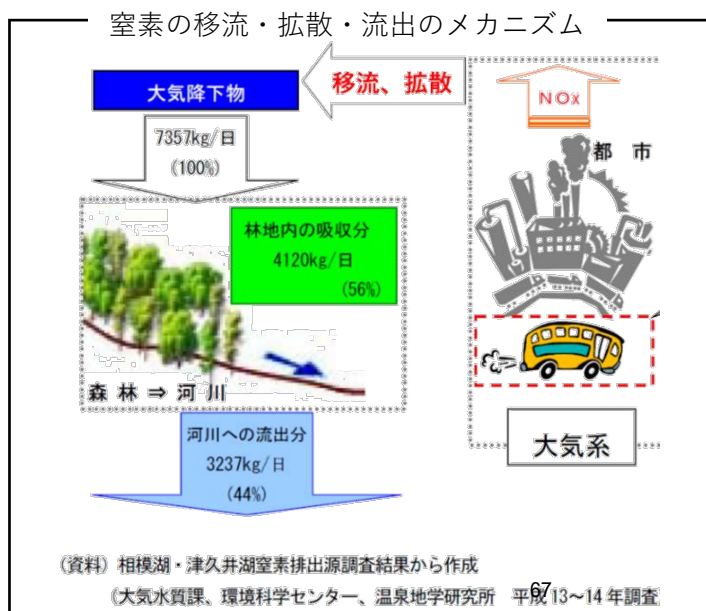 窒素の移流・拡散・流出のメカニズム
大気降下物
移流、拡散
NOx
都 市
7357kg/日
(100%)
林地内の吸収分
4120kg/日
(56%)
森 林 ⇒ 河 川
河川への流出分
3237kg/日
(44%)
大気系
(資料) 相模湖・津久井湖窒素排出源調査結果から作成
(大気水質課、環境科学センター、温泉地学研究所 平成13~14年調査
67